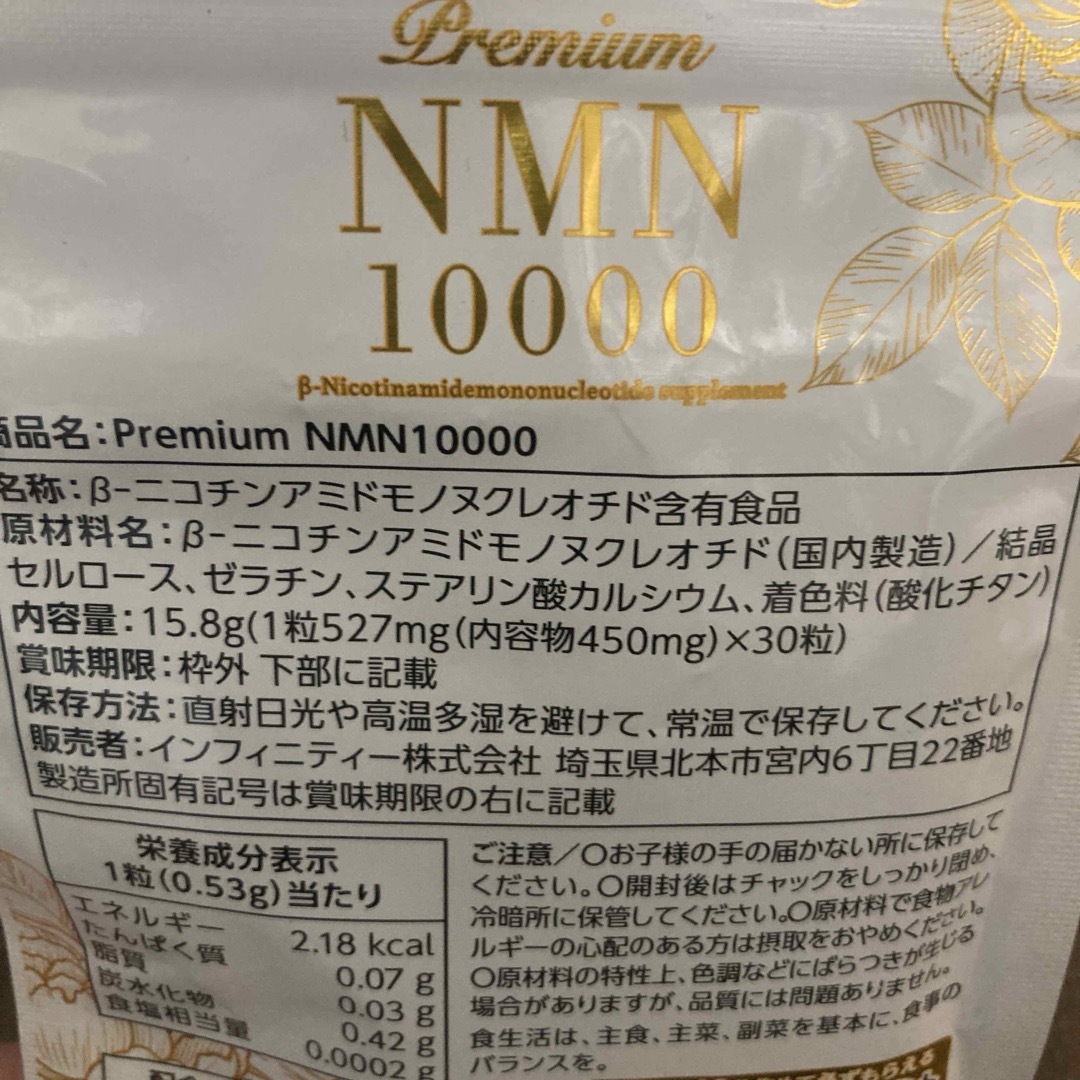 Premium
NMN
10000
β-Nicotinamidemononucleotide supplement
商品名：Premium NMN10000
名称：β-ニコチンアミドモノヌクレオチド含有食品
原材料名：β-ニコチンアミドモノヌクレオチド(国内製造)／結晶
セルロース、ゼラチン、ステアリン酸カルシウム、着色料(酸化チタン)
内容量：15.8g(1粒527mg(内容物450mg)×30粒)
賞味期限：枠外 下部に記載
保存方法：直射日光や高温多湿を避けて、常温で保存してください。
販売者：インフィニティー株式会社 埼玉県北本市宮内6丁目22番地
製造所固有記号は賞味期限の右に記載
栄養成分表示
1粒(0.53g)当たり
エネルギー 2.18 kcal
たんぱく質 0.07 g
脂質 0.03 g
炭水化物 0.42 g
食塩相当量 0.0002 g
ご注意／〇お子様の手の届かない所に保存して
ください。〇開封後はチャックをしっかり閉め、
冷暗所に保管してください。〇原材料で食物アレ
ルギーの心配のある方は摂取をおやめください。
〇原材料の特性上、色調などにばらつきが生じる
場合がありますが、品質には問題ありません。
食生活は、主食、主菜、副菜を基本に、食事の
バランスを。